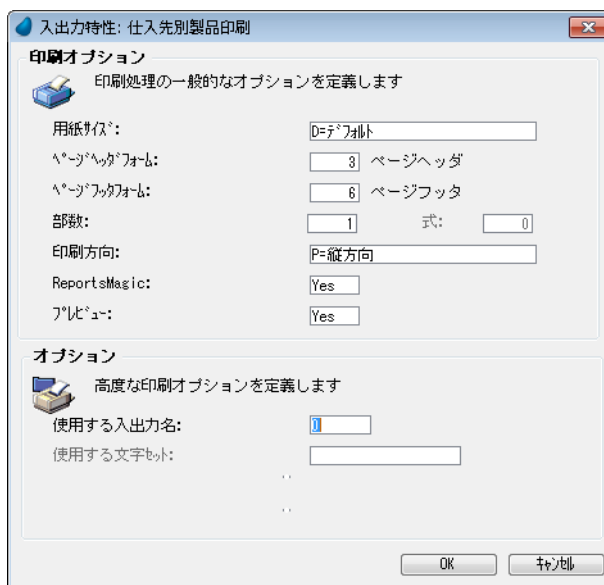 入出力特性: 仕入先別製品印刷
印刷オプション
印刷処理の一般的なオプションを定義します
用紙ｻｲｽﾞ: D=ﾃﾞﾌｫﾙﾄ
ﾍﾟｰｼﾞﾍｯﾀﾞﾌｫｰﾑ: 3 ページヘッダ
ﾍﾟｰｼﾞﾌｯﾀﾌｫｰﾑ: 6 ページフッタ
部数: 1 式: 0
印刷方向: P=縦方向
ReportsMagic: Yes
ﾌﾟﾚﾋﾞｭｰ: Yes
オプション
高度な印刷オプションを定義します
使用する入出力名: 0
使用する文字ｾｯﾄ:
OK ｷｬﾝｾﾙ